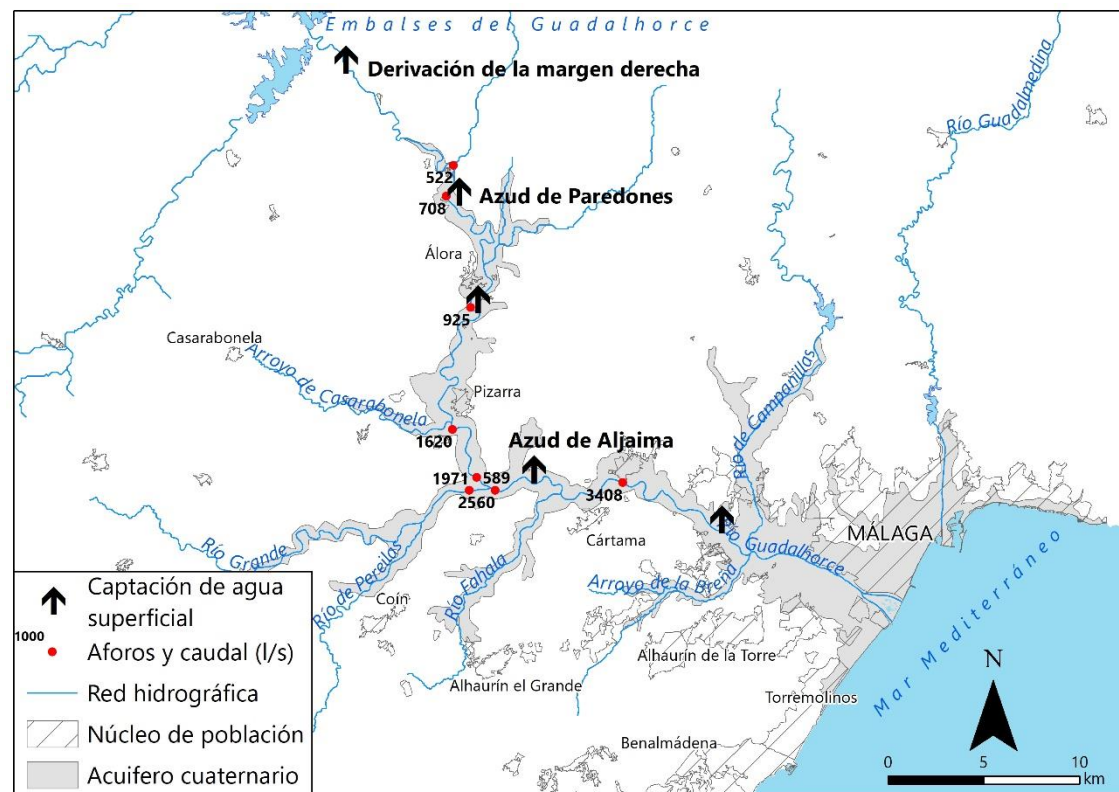 Embalses del Guadalhorce
Derivación de la margen derecha
Río Guadalmedina
522
Azud de Paredones
708
Álora
925
Casarabonela
Arroyo de Casarabonela
Pizarra
Río de Campanillas
1620
Azud de Aljaima
1971
589
2560
3408
MÁLAGA
Río Guadalhorce
Cártama
Río Grande
Río de Pereilas
Río Fahala
Arroyo de la Brena
Coín
Mar Mediterráneo
Alhaurín de la Torre
Alhaurín el Grande
Torremolinos
Benalmádena
Captación de agua
superficial
1000
Aforos y caudal (l/s)
Red hidrográfica
Núcleo de población
Acuifero cuaternario
N
0 5 10
km